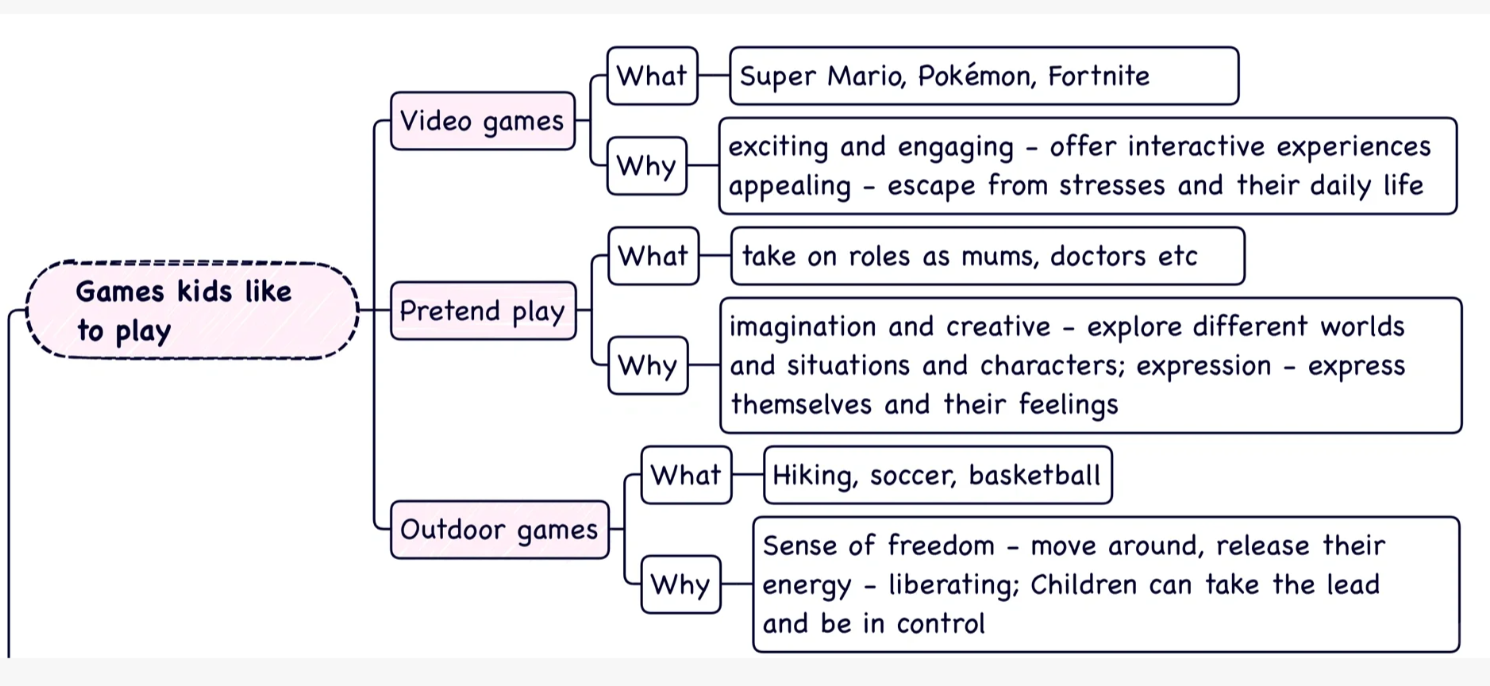 Games kids like
to play
Video games
What
Super Mario, Pokémon, Fortnite
Why
exciting and engaging - offer interactive experiences
appealing - escape from stresses and their daily life
Pretend play
What
take on roles as mums, doctors etc
Why
imagination and creative - explore different worlds
and situations and characters; expression - express
themselves and their feelings
Outdoor games
What
Hiking, soccer, basketball
Why
Sense of freedom - move around, release their
energy - liberating; Children can take the lead
and be in control